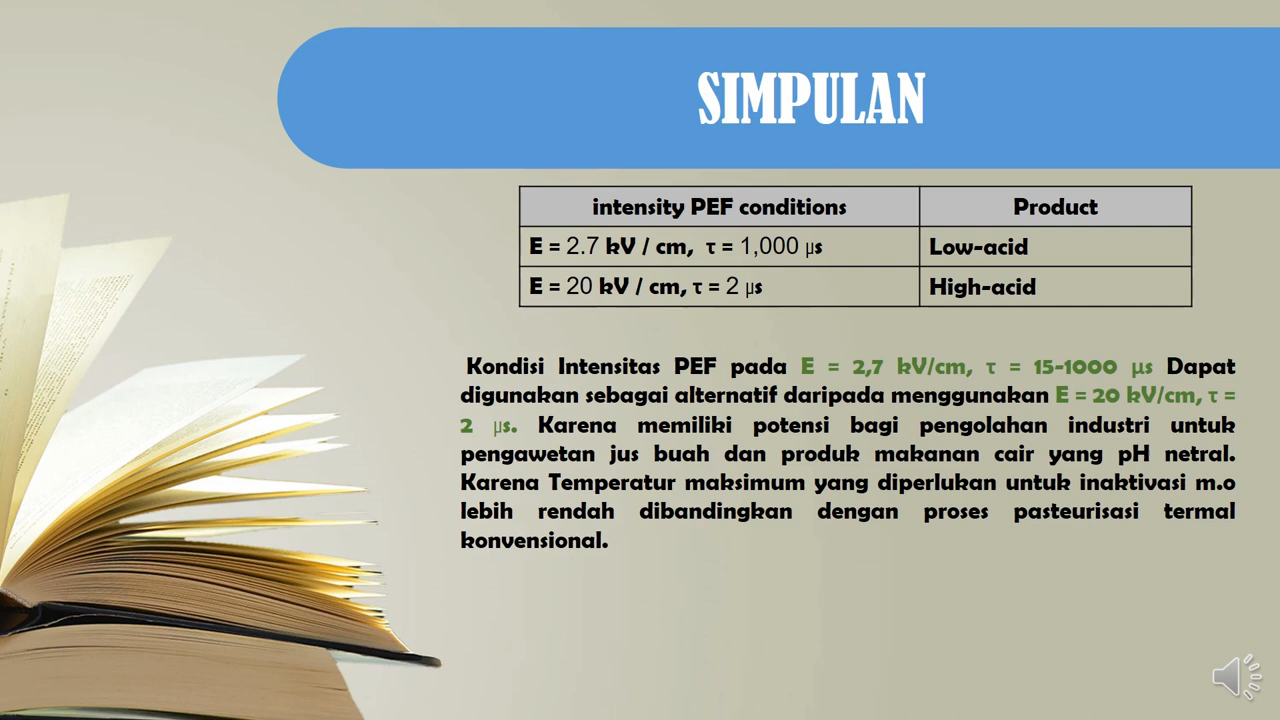 SIMPULAN
intensity PEF conditions Product
E = 2.7 kV / cm, τ = 1,000 µs Low-acid
E = 20 kV / cm, τ = 2 µs High-acid
Kondisi Intensitas PEF pada E = 2,7 kV/cm, τ = 15-1000 µs Dapat
digunakan sebagai alternatif daripada menggunakan E = 20 kV/cm, τ =
2 µs. Karena memiliki potensi bagi pengolahan industri untuk
pengawetan jus buah dan produk makanan cair yang pH netral.
Karena Temperatur maksimum yang diperlukan untuk inaktivasi m.o
lebih rendah dibandingkan dengan proses pasteurisasi termal
konvensional.